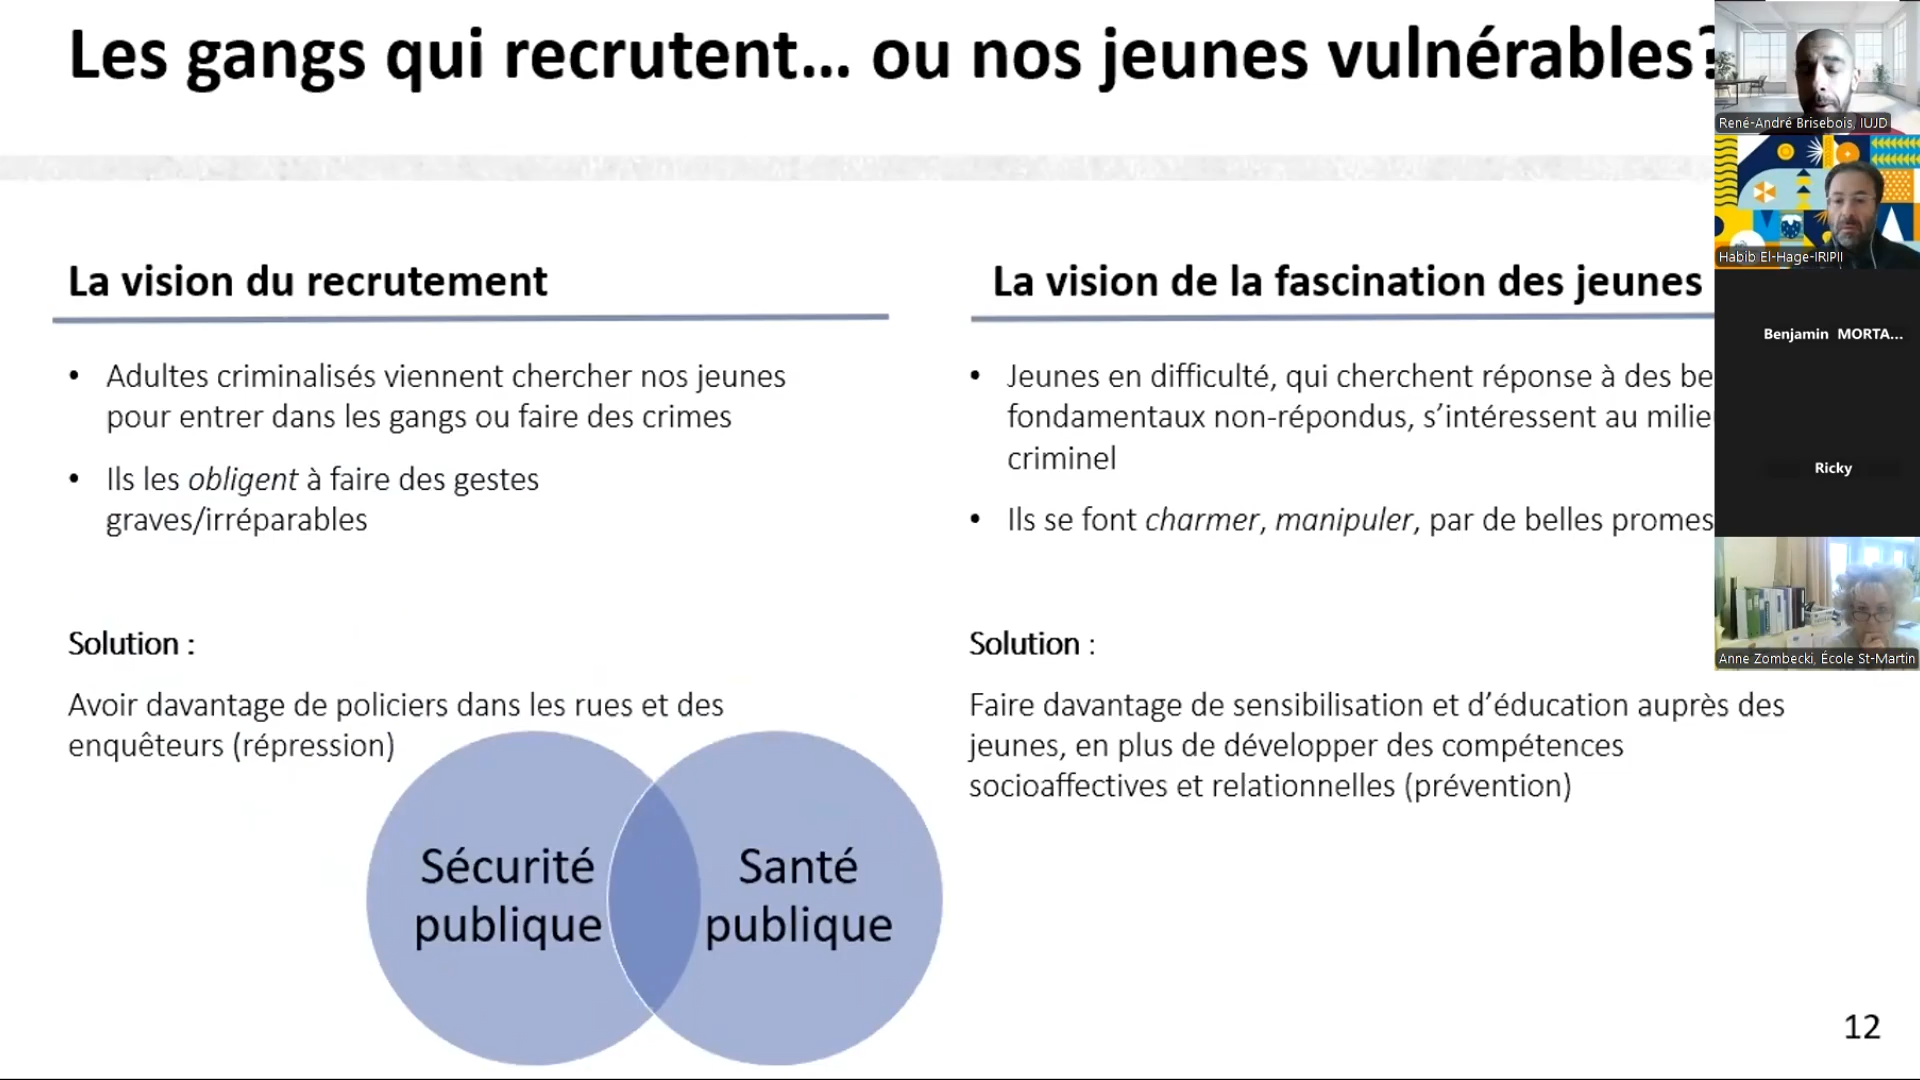 Les gangs qui recrutent... ou nos jeunes vulnérables?
La vision du recrutement
Adultes criminalisés viennent chercher nos jeunes
pour entrer dans les gangs ou faire des crimes
Ils les obligent à faire des gestes
graves/irréparables
Solution :
Avoir davantage de policiers dans les rues et des
enquêteurs (répression)
Sécurité
publique
Santé
publique
La vision de la fascination des jeunes
Jeunes en difficulté, qui cherchent réponse à des
fondamentaux non-répondus, s'intéressent au
criminel
Ils se font charmer, manipuler, par de belles
Solution :
Faire davantage de sensibilisation et d'éducation auprès des
jeunes, en plus de développer des compétences
socioaffectives et relationnelles (prévention)
12
René-André Brisebois, IUJD
Habib El-Hage-IRIPII
Benjamin MORTA...
Ricky
Anne Zombecki, École St-Martin